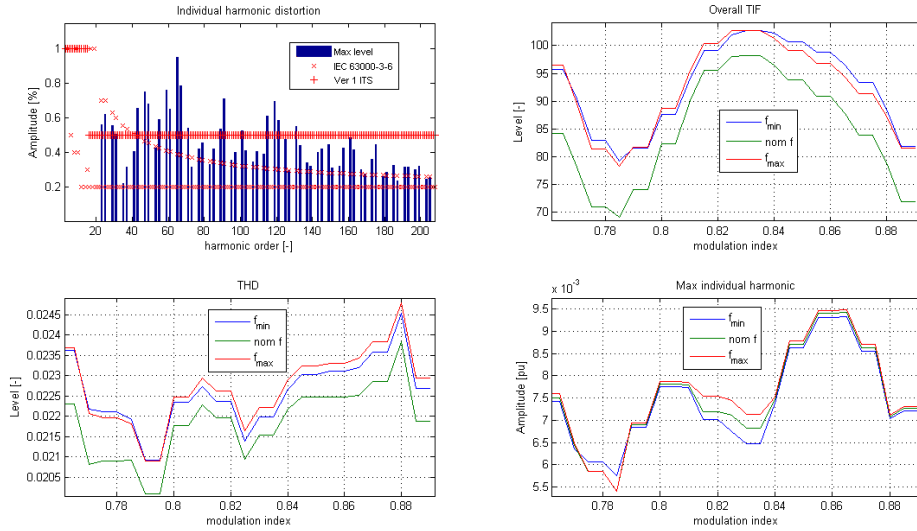 Individual harmonic distortion
Amplitude [%]
1
0.8
0.6
0.4
0.2
20 40 60 80 100 120 140 160 180 200
harmonic order [-]
Max level
IEC 63000-3-6
Ver 1 ITS
Overall TIF
Level [-]
100
95
90
85
80
75
70
0.78 0.8 0.82 0.84 0.86 0.88
modulation index
f_min
nom f
f_max
THD
Level [-]
0.0245
0.024
0.0235
0.023
0.0225
0.022
0.0215
0.021
0.0205
0.78 0.8 0.82 0.84 0.86 0.88
modulation index
f_min
nom f
f_max
Max individual harmonic
x 10⁻³
Amplitude [pu]
9.5
9
8.5
8
7.5
7
6.5
6
5.5
0.78 0.8 0.82 0.84 0.86 0.88
modulation index
f_min
nom f
f_max